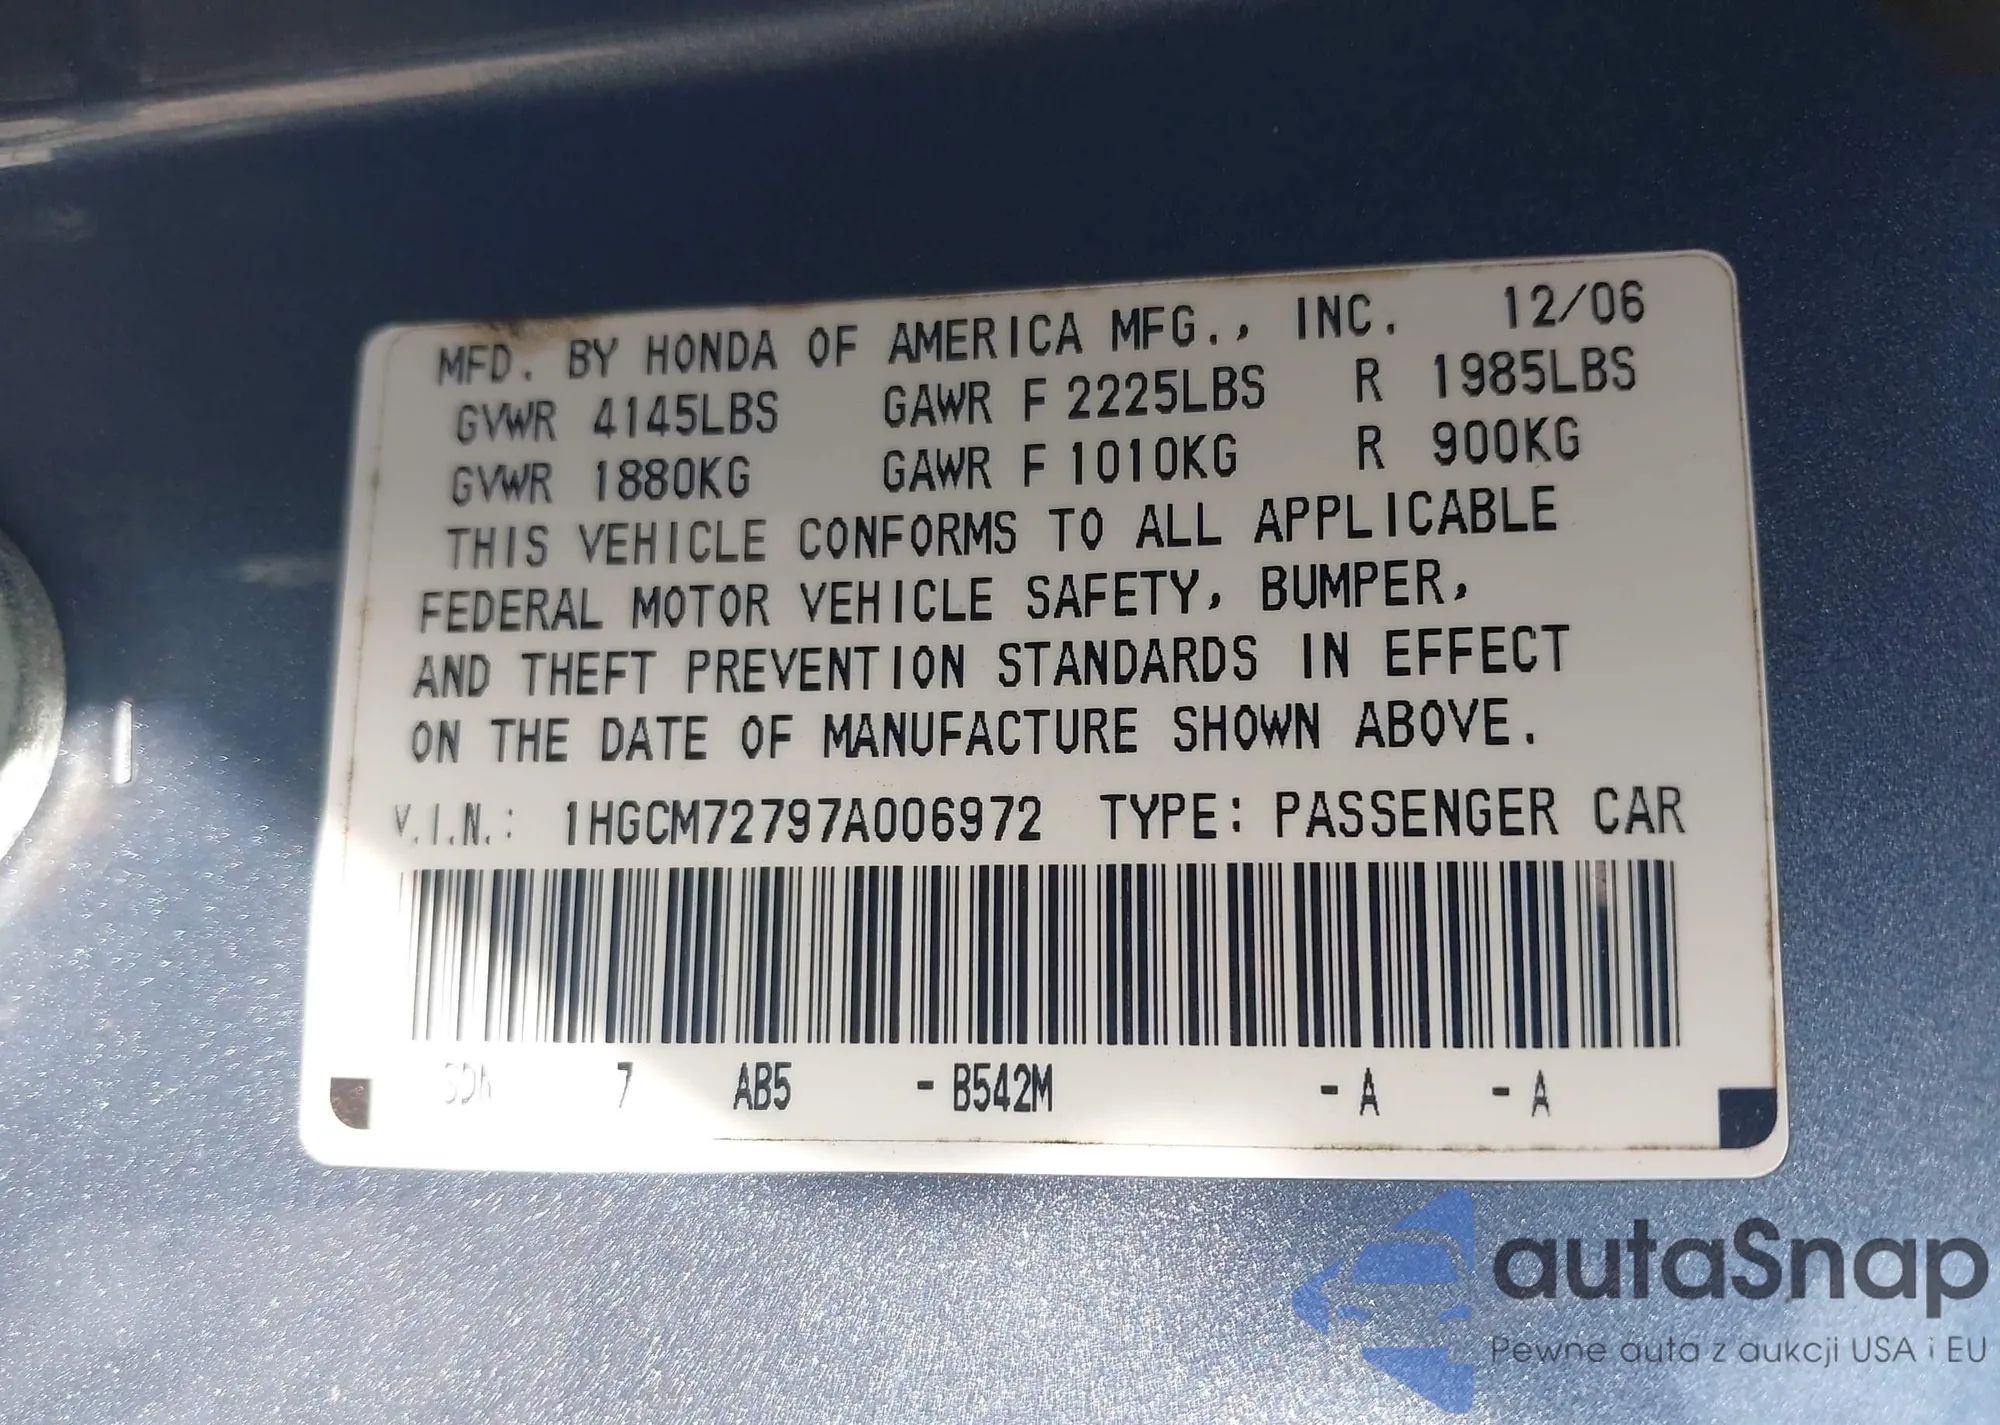 MFD. BY HONDA OF AMERICA MFG., INC. 12/06
GVWR 4145LBS GAWR F 2225LBS R 1985LBS
GVWR 1880KG GAWR F 1010KG R 900KG
THIS VEHICLE CONFORMS TO ALL APPLICABLE
FEDERAL MOTOR VEHICLE SAFETY, BUMPER,
AND THEFT PREVENTION STANDARDS IN EFFECT
ON THE DATE OF MANUFACTURE SHOWN ABOVE.
V.I.N.: 1HGCM72797A006972 TYPE: PASSENGER CAR
7 AB5 - B542M - A - A
autaSnap
Pewne auta z aukcji USA i EU